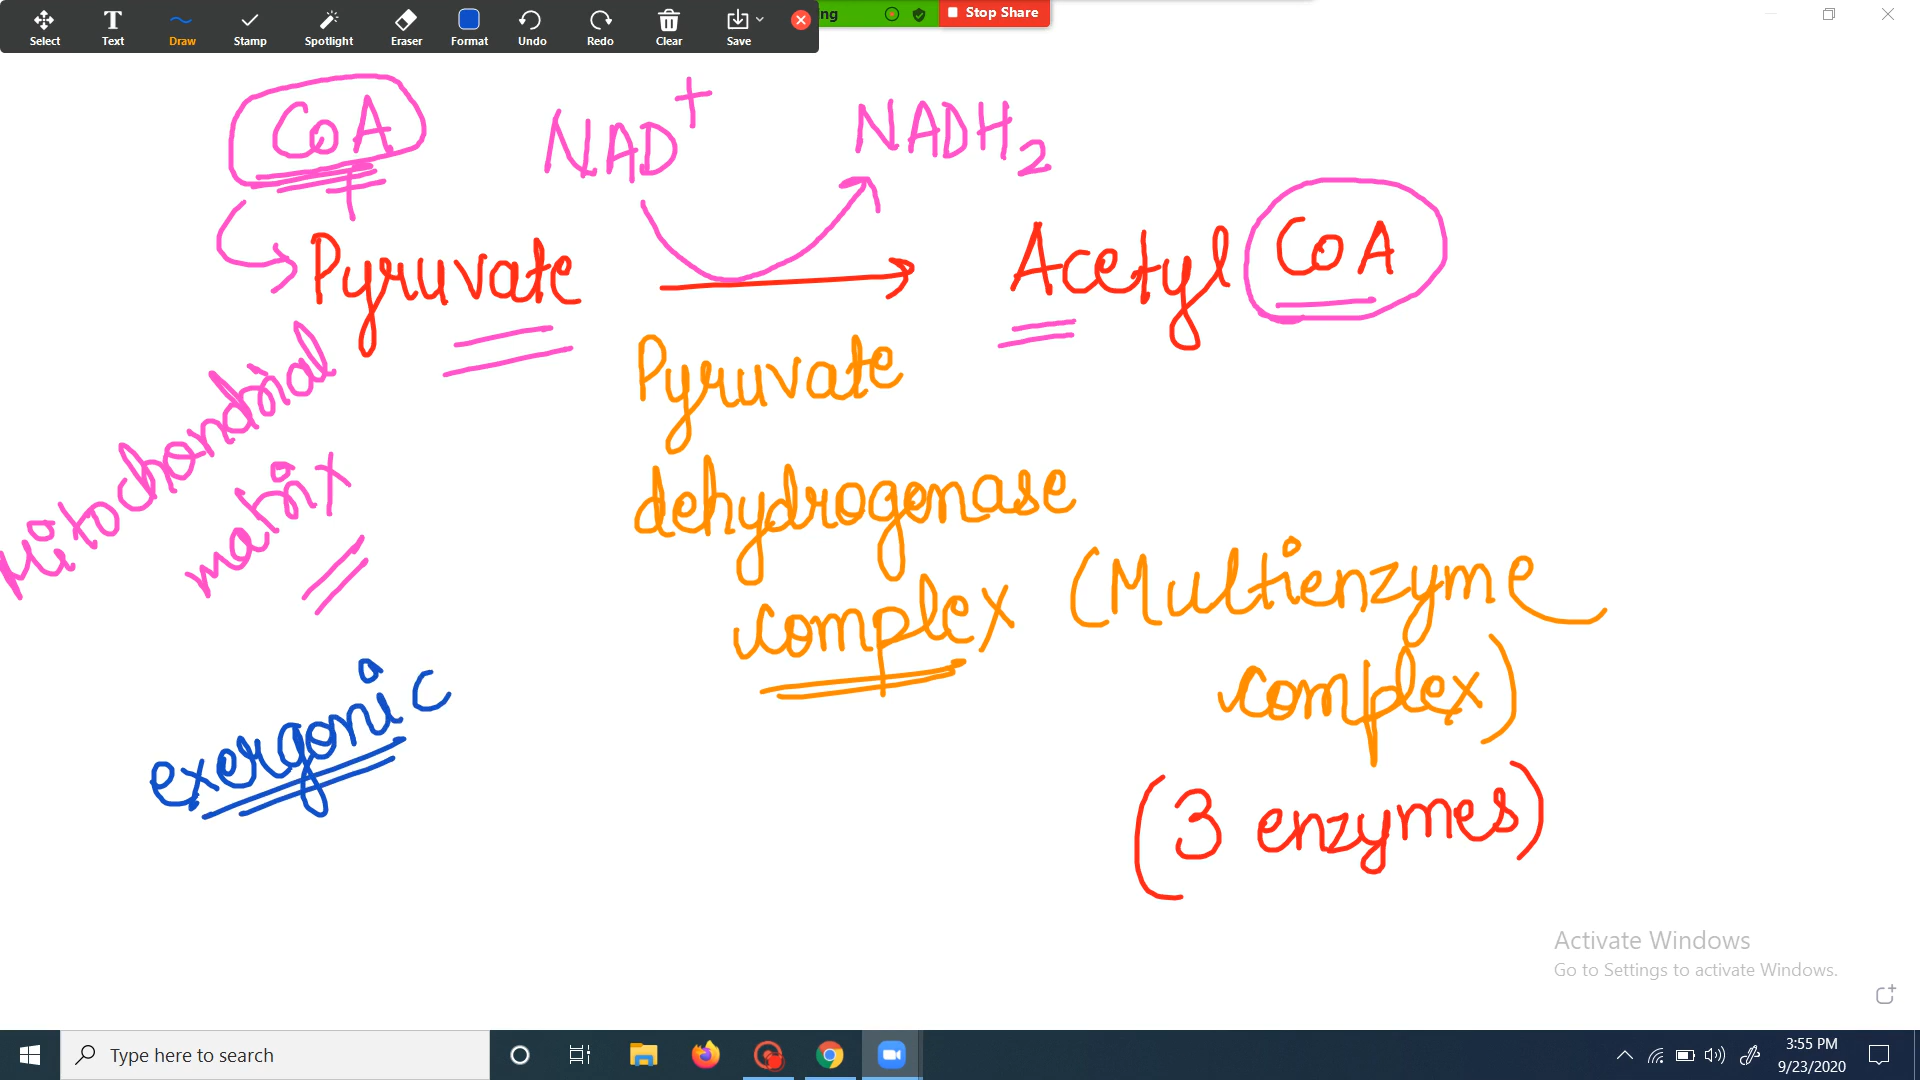 Select Text Draw Stamp Spotlight Eraser Format Undo Redo Clear Save
ng Stop Share
CoA NAD+ NADH2
Pyruvate Acetyl CoA
Pyruvate
dehydrogenase
complex (Multienzyme
complex)
(3 enzymes)
Mitochondrial
matrix
exergonic
Activate Windows
Go to Settings to activate Windows.
Type here to search
3:55 PM
9/23/2020